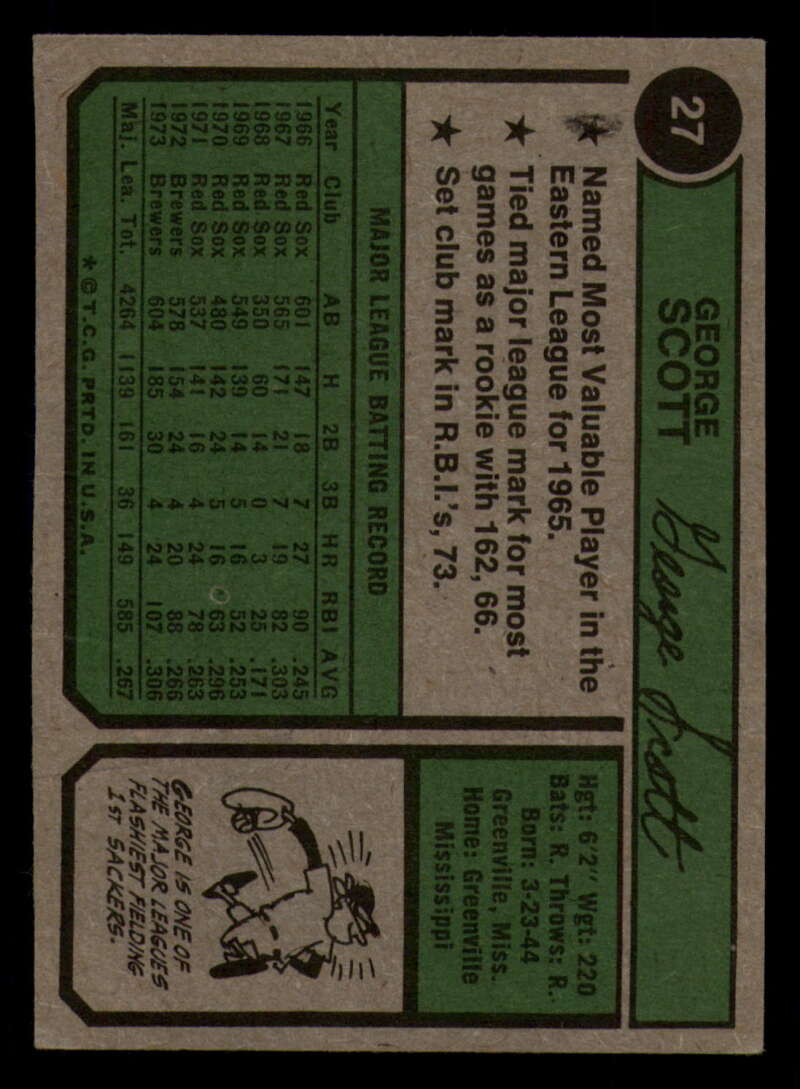 27
GEORGE
SCOTT
George Scott
★ Named Most Valuable Player in the
Eastern League for 1965.
★ Tied major league mark for most
games as a rookie with 162, 66.
★ Set club mark in R.B.I.'s, 73.
Hgt: 6'2" Wgt: 220
Bats: R. Throws: R.
Born: 3-23-44
Greenville, Miss.
Home: Greenville
Mississippi
MAJOR LEAGUE BATTING RECORD
Year Club AB H 2B 3B HR RBI AVG
1966 Red Sox 601 147 18 7 27 90 .245
1967 Red Sox 565 171 21 7 19 82 .303
1968 Red Sox 350 60 14 0 3 25 .171
1969 Red Sox 549 139 14 5 16 52 .253
1970 Red Sox 480 142 24 5 16 63 .296
1971 Red Sox 537 141 16 4 24 78 .263
1972 Brewers 578 154 24 4 20 88 .266
1973 Brewers 604 185 30 4 24 107 .306
Maj. Lea. Tot. 4264 1139 161 36 149 585 .267
* © T.C.G. PRTD. IN U.S.A.
GEORGE IS ONE OF
THE MAJOR LEAGUES
FLASHIEST FIELDING
1ST SACKERS.